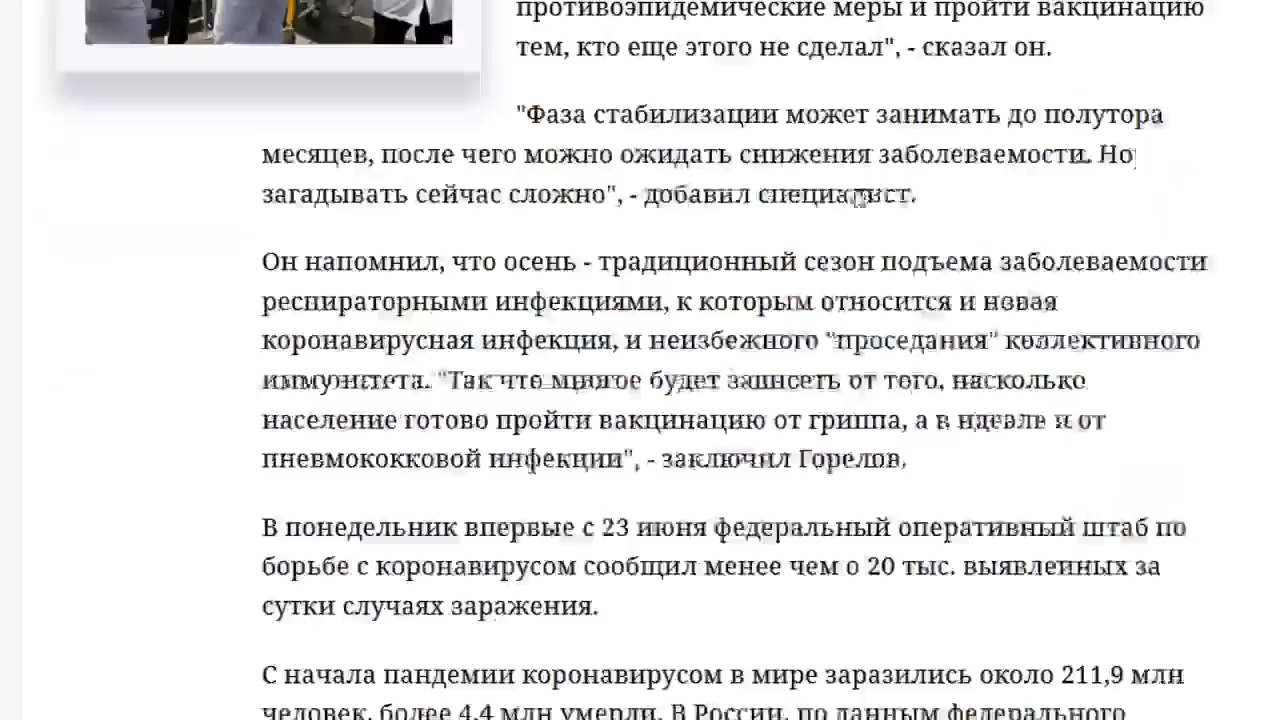 противоэпидемические меры и пройти вакцинацию
тем, кто еще этого не сделал", - сказал он.
"Фаза стабилизации может занимать до полутора
месяцев, после чего можно ожидать снижения заболеваемости. Но
загадывать сейчас сложно", - добавил специалист.
Он напомнил, что осень - традиционный сезон подъема заболеваемости
респираторными инфекциями, к которым относится и новая
коронавирусная инфекция, и неизбежного "проседания" коллективного
иммунитета. "Так что многое будет зависеть от того, насколько
население готово пройти вакцинацию от гриппа, а в идеале и от
пневмококковой инфекции", - заключил Горелов.
В понедельник впервые с 23 июня федеральный оперативный штаб по
борьбе с коронавирусом сообщил менее чем о 20 тыс. выявленных за
сутки случаях заражения.
С начала пандемии коронавирусом в мире заразились около 211,9 млн
человек, более 4,4 млн умерли. В России, по данным федерального